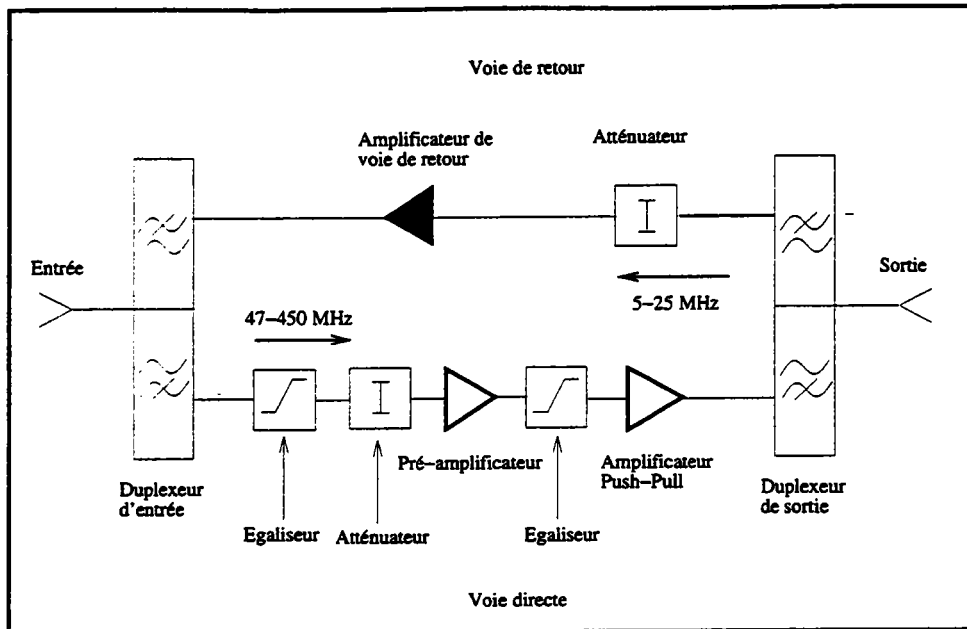 Voie de retour
Amplificateur de
voie de retour
Atténuateur
Entrée
Sortie
5–25 MHz
47–450 MHz
Pré–amplificateur
Amplificateur
Push–Pull
Duplexeur
d'entrée
Duplexeur
de sortie
Egaliseur
Atténuateur
Egaliseur
Voie directe